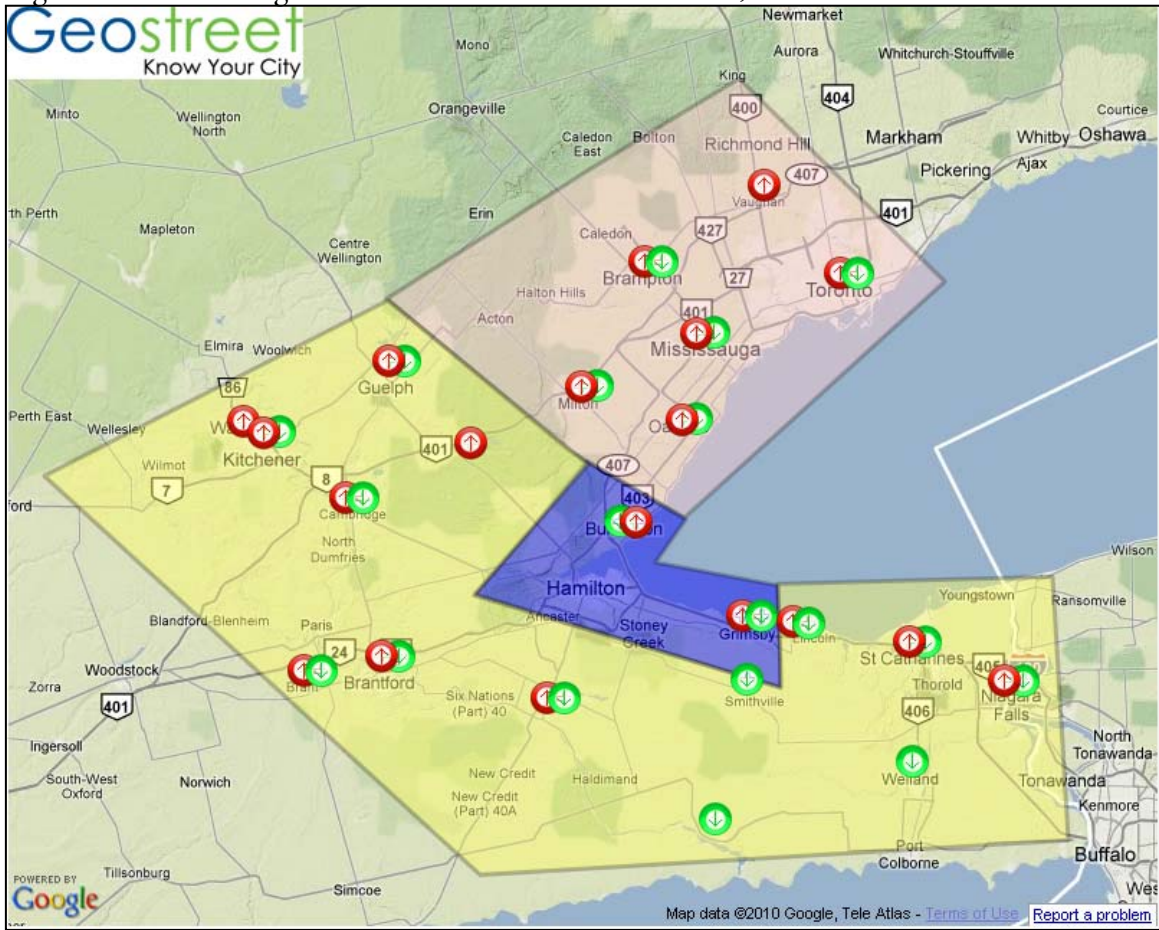 Geostreet
Know Your City
Newmarket
Mono
Aurora
Whitchurch-Stouffville
King
Minto
Wellington
North
Orangeville
400
404
Courtice
Caledon
East
Bolton
Richmond Hill
Markham
Whitby
Oshawa
Ajax
Pickering
407
th Perth
Erin
Vaughan
401
Mapleton
Centre
Wellington
Caledon
427
Brampton
27
Toronto
Halton Hills
Acton
401
Mississauga
Elmira
Woolwich
Guelph
86
Milton
Perth East
Wellesley
Kitchener
401
407
Wilmot
7
8
403
ford
Cambridge
North
Dumfries
Wilson
Hamilton
Youngstown
Ransomville
Blandford-Blenheim
Paris
Ancaster
Stoney
Creek
Grimsby
Lincoln
24
St Catharines
405
Woodstock
Brant
Brantford
Thorold
Niagara
Falls
Zorra
401
Six Nations
(Part) 40
Smithville
406
Ingersoll
North
Tonawanda
South-West
Oxford
Norwich
New Credit
Haldimand
Welland
Tonawanda
New Credit
(Part) 40A
Kenmore
Port
Colborne
Buffalo
Tillsonburg
Simcoe
POWERED BY
Google
Wes
Map data ©2010 Google, Tele Atlas - Terms of Use
Report a problem